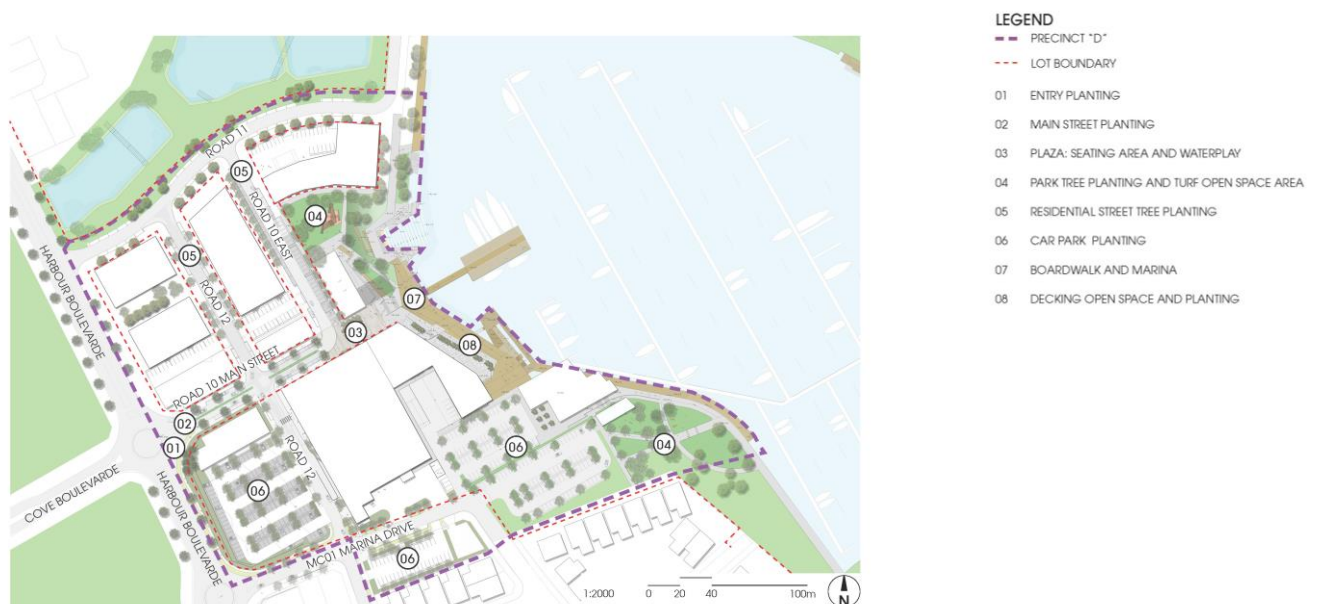 LEGEND
PRECINCT "D"
LOT BOUNDARY
01 ENTRY PLANTING
02 MAIN STREET PLANTING
03 PLAZA: SEATING AREA AND WATERPLAY
04 PARK TREE PLANTING AND TURF OPEN SPACE AREA
05 RESIDENTIAL STREET TREE PLANTING
06 CAR PARK PLANTING
07 BOARDWALK AND MARINA
08 DECKING OPEN SPACE AND PLANTING
ROAD 11
05
ROAD 10 EAST
04
HARBOUR BOULEVARDE
05
ROAD 12
07
03
08
ROAD 10 MAIN STREET
02
01
ROAD 12
06
04
COVE BOULEVARDE
HARBOUR BOULEVARDE
06
MC01 MARINA DRIVE
06
1:2000 0 20 40 100m
N